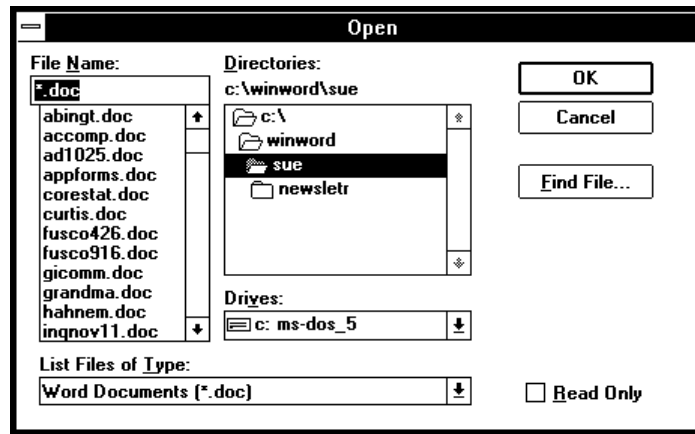 Open
File Name:
*.doc
abingt.doc
accomp.doc
ad1025.doc
appforms.doc
corestat.doc
curtis.doc
fusco426.doc
fusco916.doc
gicomm.doc
grandma.doc
hahnem.doc
inqnov11.doc
List Files of Type:
Word Documents (*.doc)
Directories:
c:\winword\sue
c:\
winword
sue
newsletr
Drives:
c: ms-dos_5
OK
Cancel
Find File...
Read Only